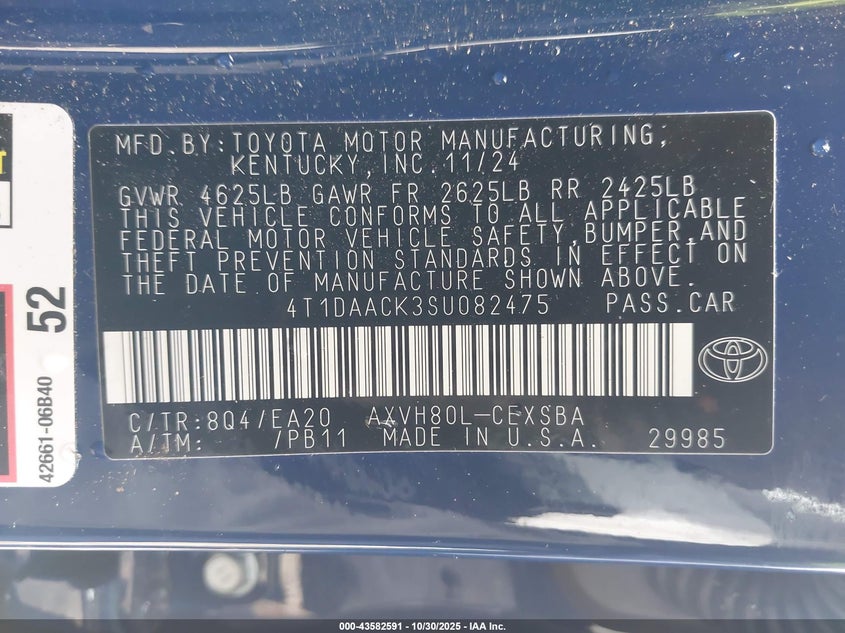 MFD. BY: TOYOTA MOTOR MANUFACTURING,
KENTUCKY, INC. 11/24
GVWR 4625LB GAWR FR 2625LB RR 2425LB
THIS VEHICLE CONFORMS TO ALL APPLICABLE
FEDERAL MOTOR VEHICLE SAFETY, BUMPER, AND
THEFT PREVENTION STANDARDS IN EFFECT ON
THE DATE OF MANUFACTURE SHOWN ABOVE.
4T1DAACK3SU082475 PASS.CAR
C/TR: 8Q4/EA20 AXVH80L-CEXSBA
A/TM: /PB11 MADE IN U.S.A. 29985
52
42661-06B40
000-43582591 - 10/30/2025 - IAA Inc.